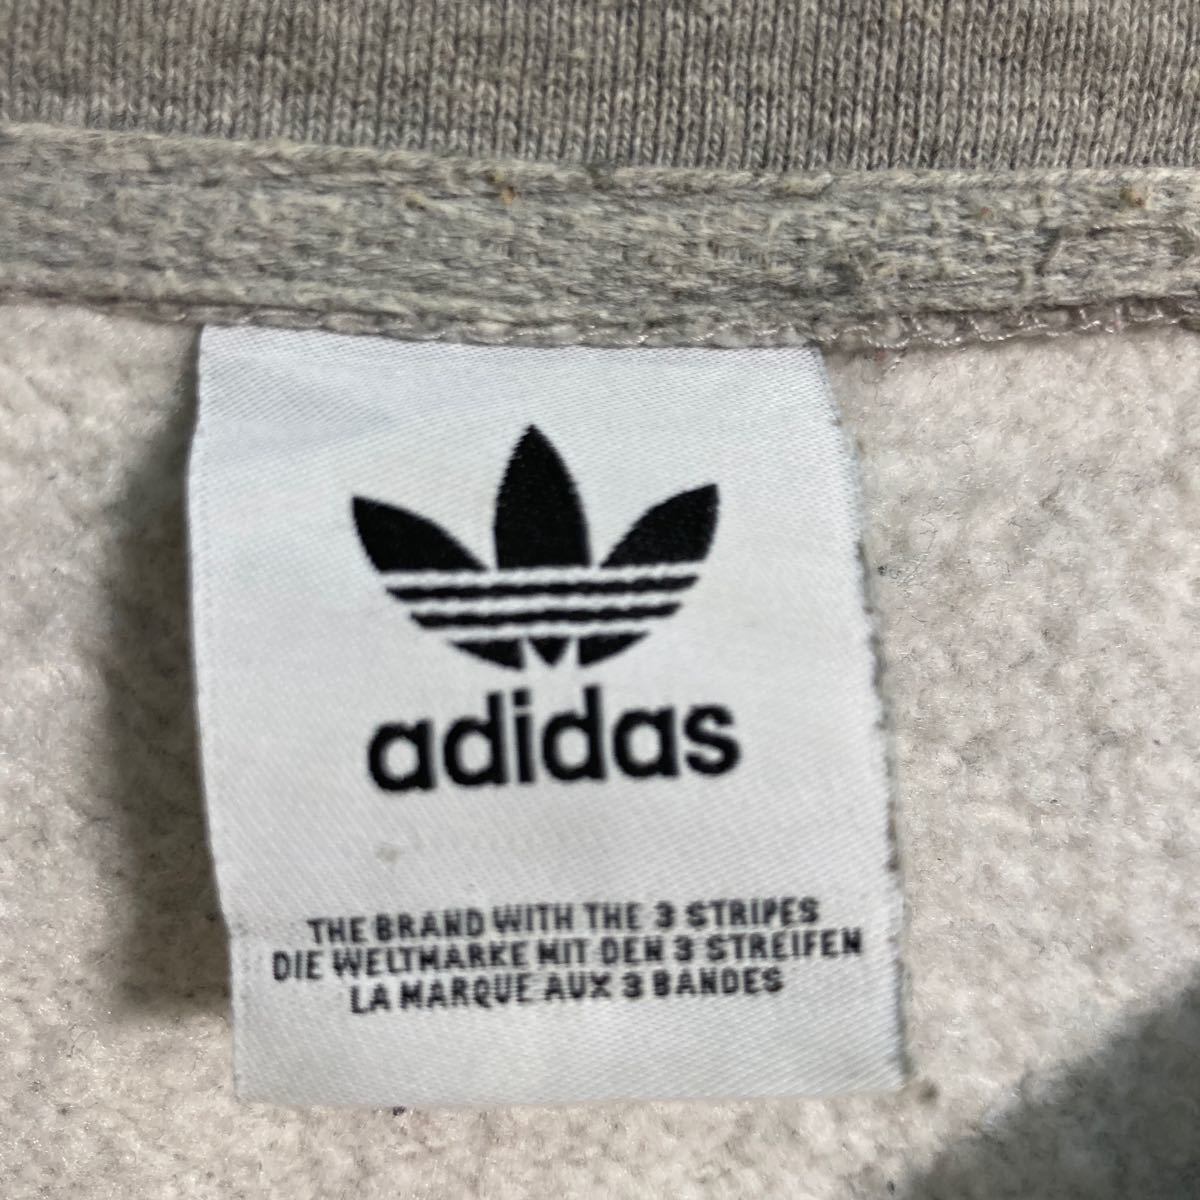 adidas
THE BRAND WITH THE 3 STRIPES
DIE WELTMARKE MIT DEN 3 STREIFEN
LA MARQUE AUX 3 BANDES